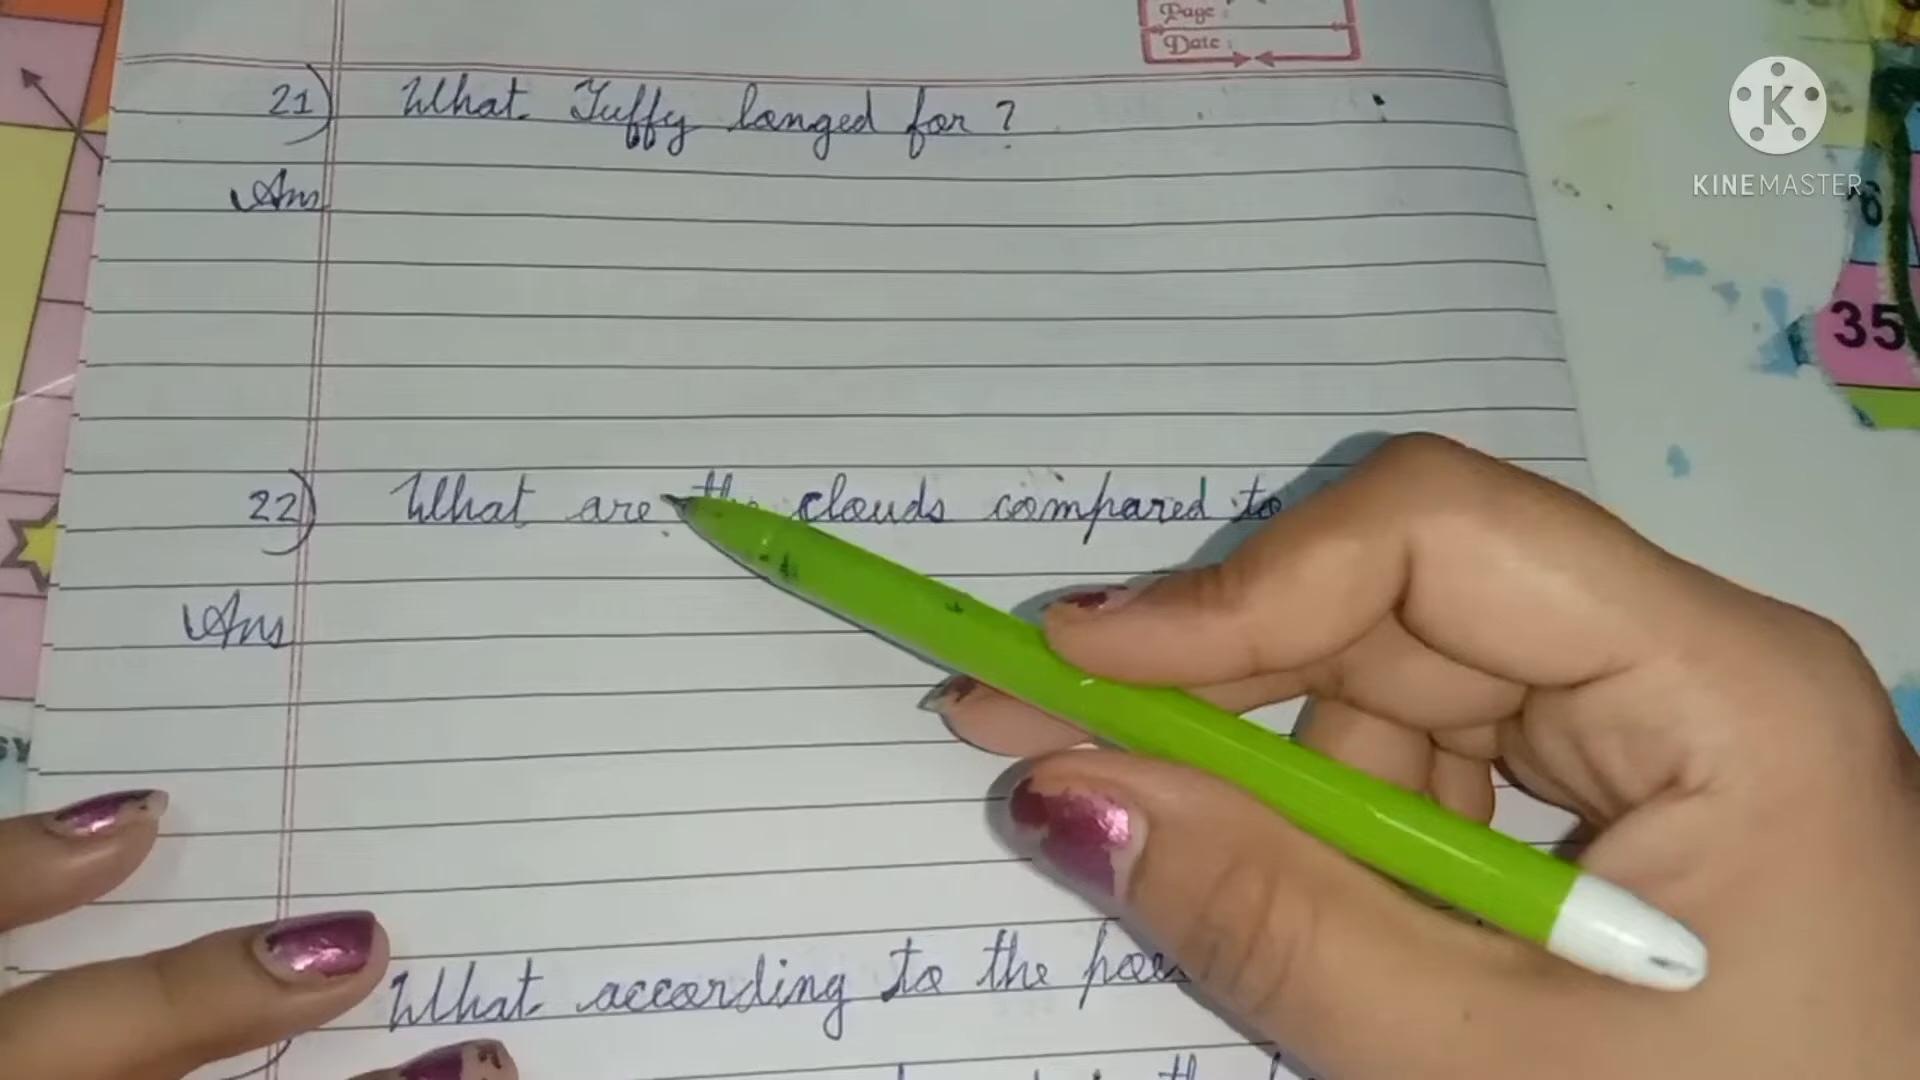 Page :
Date :
21) What Tuffy longed for ?
Ans
22) What are the clouds compared to
Ans
What according to the
KINEMASTER
6
35